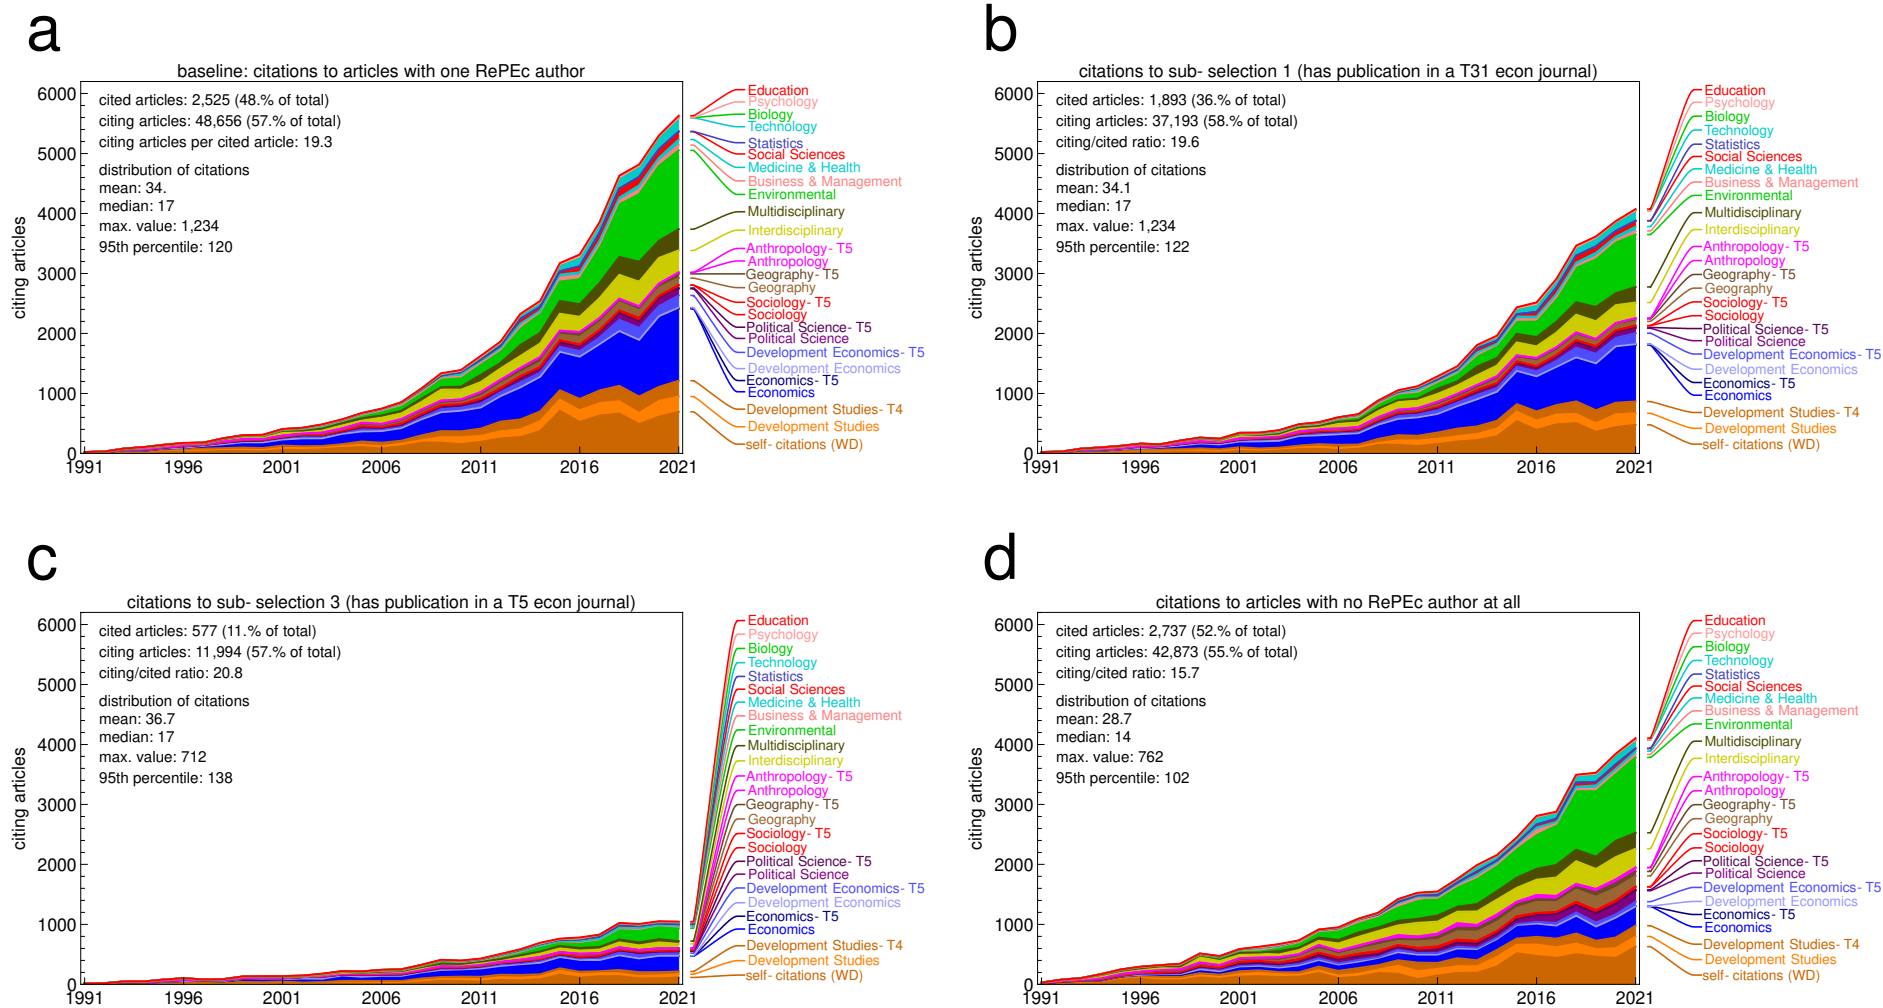 a
baseline: citations to articles with one RePEc author
cited articles: 2,525 (48.% of total)
citing articles: 48,656 (57.% of total)
citing articles per cited article: 19.3
distribution of citations
mean: 34.
median: 17
max. value: 1,234
95th percentile: 120
citing articles
6000
5000
4000
3000
2000
1000
0
1991 1996 2001 2006 2011 2016 2021
Education
Psychology
Biology
Technology
Statistics
Social Sciences
Medicine & Health
Business & Management
Environmental
Multidisciplinary
Interdisciplinary
Anthropology- T5
Anthropology
Geography- T5
Geography
Sociology- T5
Sociology
Political Science- T5
Political Science
Development Economics- T5
Development Economics
Economics- T5
Economics
Development Studies- T4
Development Studies
self- citations (WD)
b
citations to sub- selection 1 (has publication in a T31 econ journal)
cited articles: 1,893 (36.% of total)
citing articles: 37,193 (58.% of total)
citing/cited ratio: 19.6
distribution of citations
mean: 34.1
median: 17
max. value: 1,234
95th percentile: 122
citing articles
6000
5000
4000
3000
2000
1000
0
1991 1996 2001 2006 2011 2016 2021
Education
Psychology
Biology
Technology
Statistics
Social Sciences
Medicine & Health
Business & Management
Environmental
Multidisciplinary
Interdisciplinary
Anthropology- T5
Anthropology
Geography- T5
Geography
Sociology- T5
Sociology
Political Science- T5
Political Science
Development Economics- T5
Development Economics
Economics- T5
Economics
Development Studies- T4
Development Studies
self- citations (WD)
c
citations to sub- selection 3 (has publication in a T5 econ journal)
cited articles: 577 (11.% of total)
citing articles: 11,994 (57.% of total)
citing/cited ratio: 20.8
distribution of citations
mean: 36.7
median: 17
max. value: 712
95th percentile: 138
citing articles
6000
5000
4000
3000
2000
1000
0
1991 1996 2001 2006 2011 2016 2021
Education
Psychology
Biology
Technology
Statistics
Social Sciences
Medicine & Health
Business & Management
Environmental
Multidisciplinary
Interdisciplinary
Anthropology- T5
Anthropology
Geography- T5
Geography
Sociology- T5
Sociology
Political Science- T5
Political Science
Development Economics- T5
Development Economics
Economics- T5
Economics
Development Studies- T4
Development Studies
self- citations (WD)
d
citations to articles with no RePEc author at all
cited articles: 2,737 (52.% of total)
citing articles: 42,873 (55.% of total)
citing/cited ratio: 15.7
distribution of citations
mean: 28.7
median: 14
max. value: 762
95th percentile: 102
citing articles
6000
5000
4000
3000
2000
1000
0
1991 1996 2001 2006 2011 2016 2021
Education
Psychology
Biology
Technology
Statistics
Social Sciences
Medicine & Health
Business & Management
Environmental
Multidisciplinary
Interdisciplinary
Anthropology- T5
Anthropology
Geography- T5
Geography
Sociology- T5
Sociology
Political Science- T5
Political Science
Development Economics- T5
Development Economics
Economics- T5
Economics
Development Studies- T4
Development Studies
self- citations (WD)